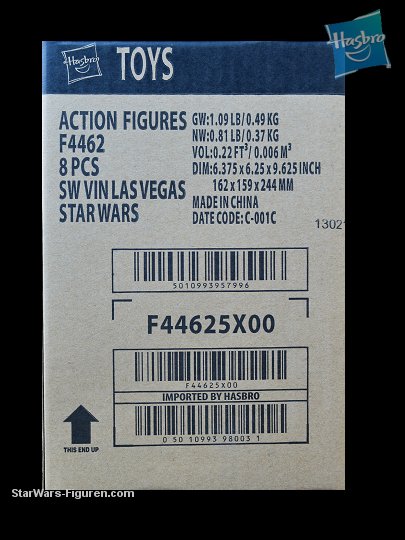 Hasbro
Hasbro
TOYS
ACTION FIGURES
F4462
8 PCS
SW VIN LAS VEGAS
STAR WARS
GW:1.09 LB/0.49 KG
NW:0.81 LB/0.37 KG
VOL:0.22 FT³/0.006 M³
DIM:6.375 x 6.25 x 9.625 INCH
162 x 159 x 244 MM
MADE IN CHINA
DATE CODE: C-001C
1302
5010993957996
F44625X00
F44625X00
IMPORTED BY HASBRO
0 50 10993 98003 1
THIS END UP
StarWars-Figuren.com